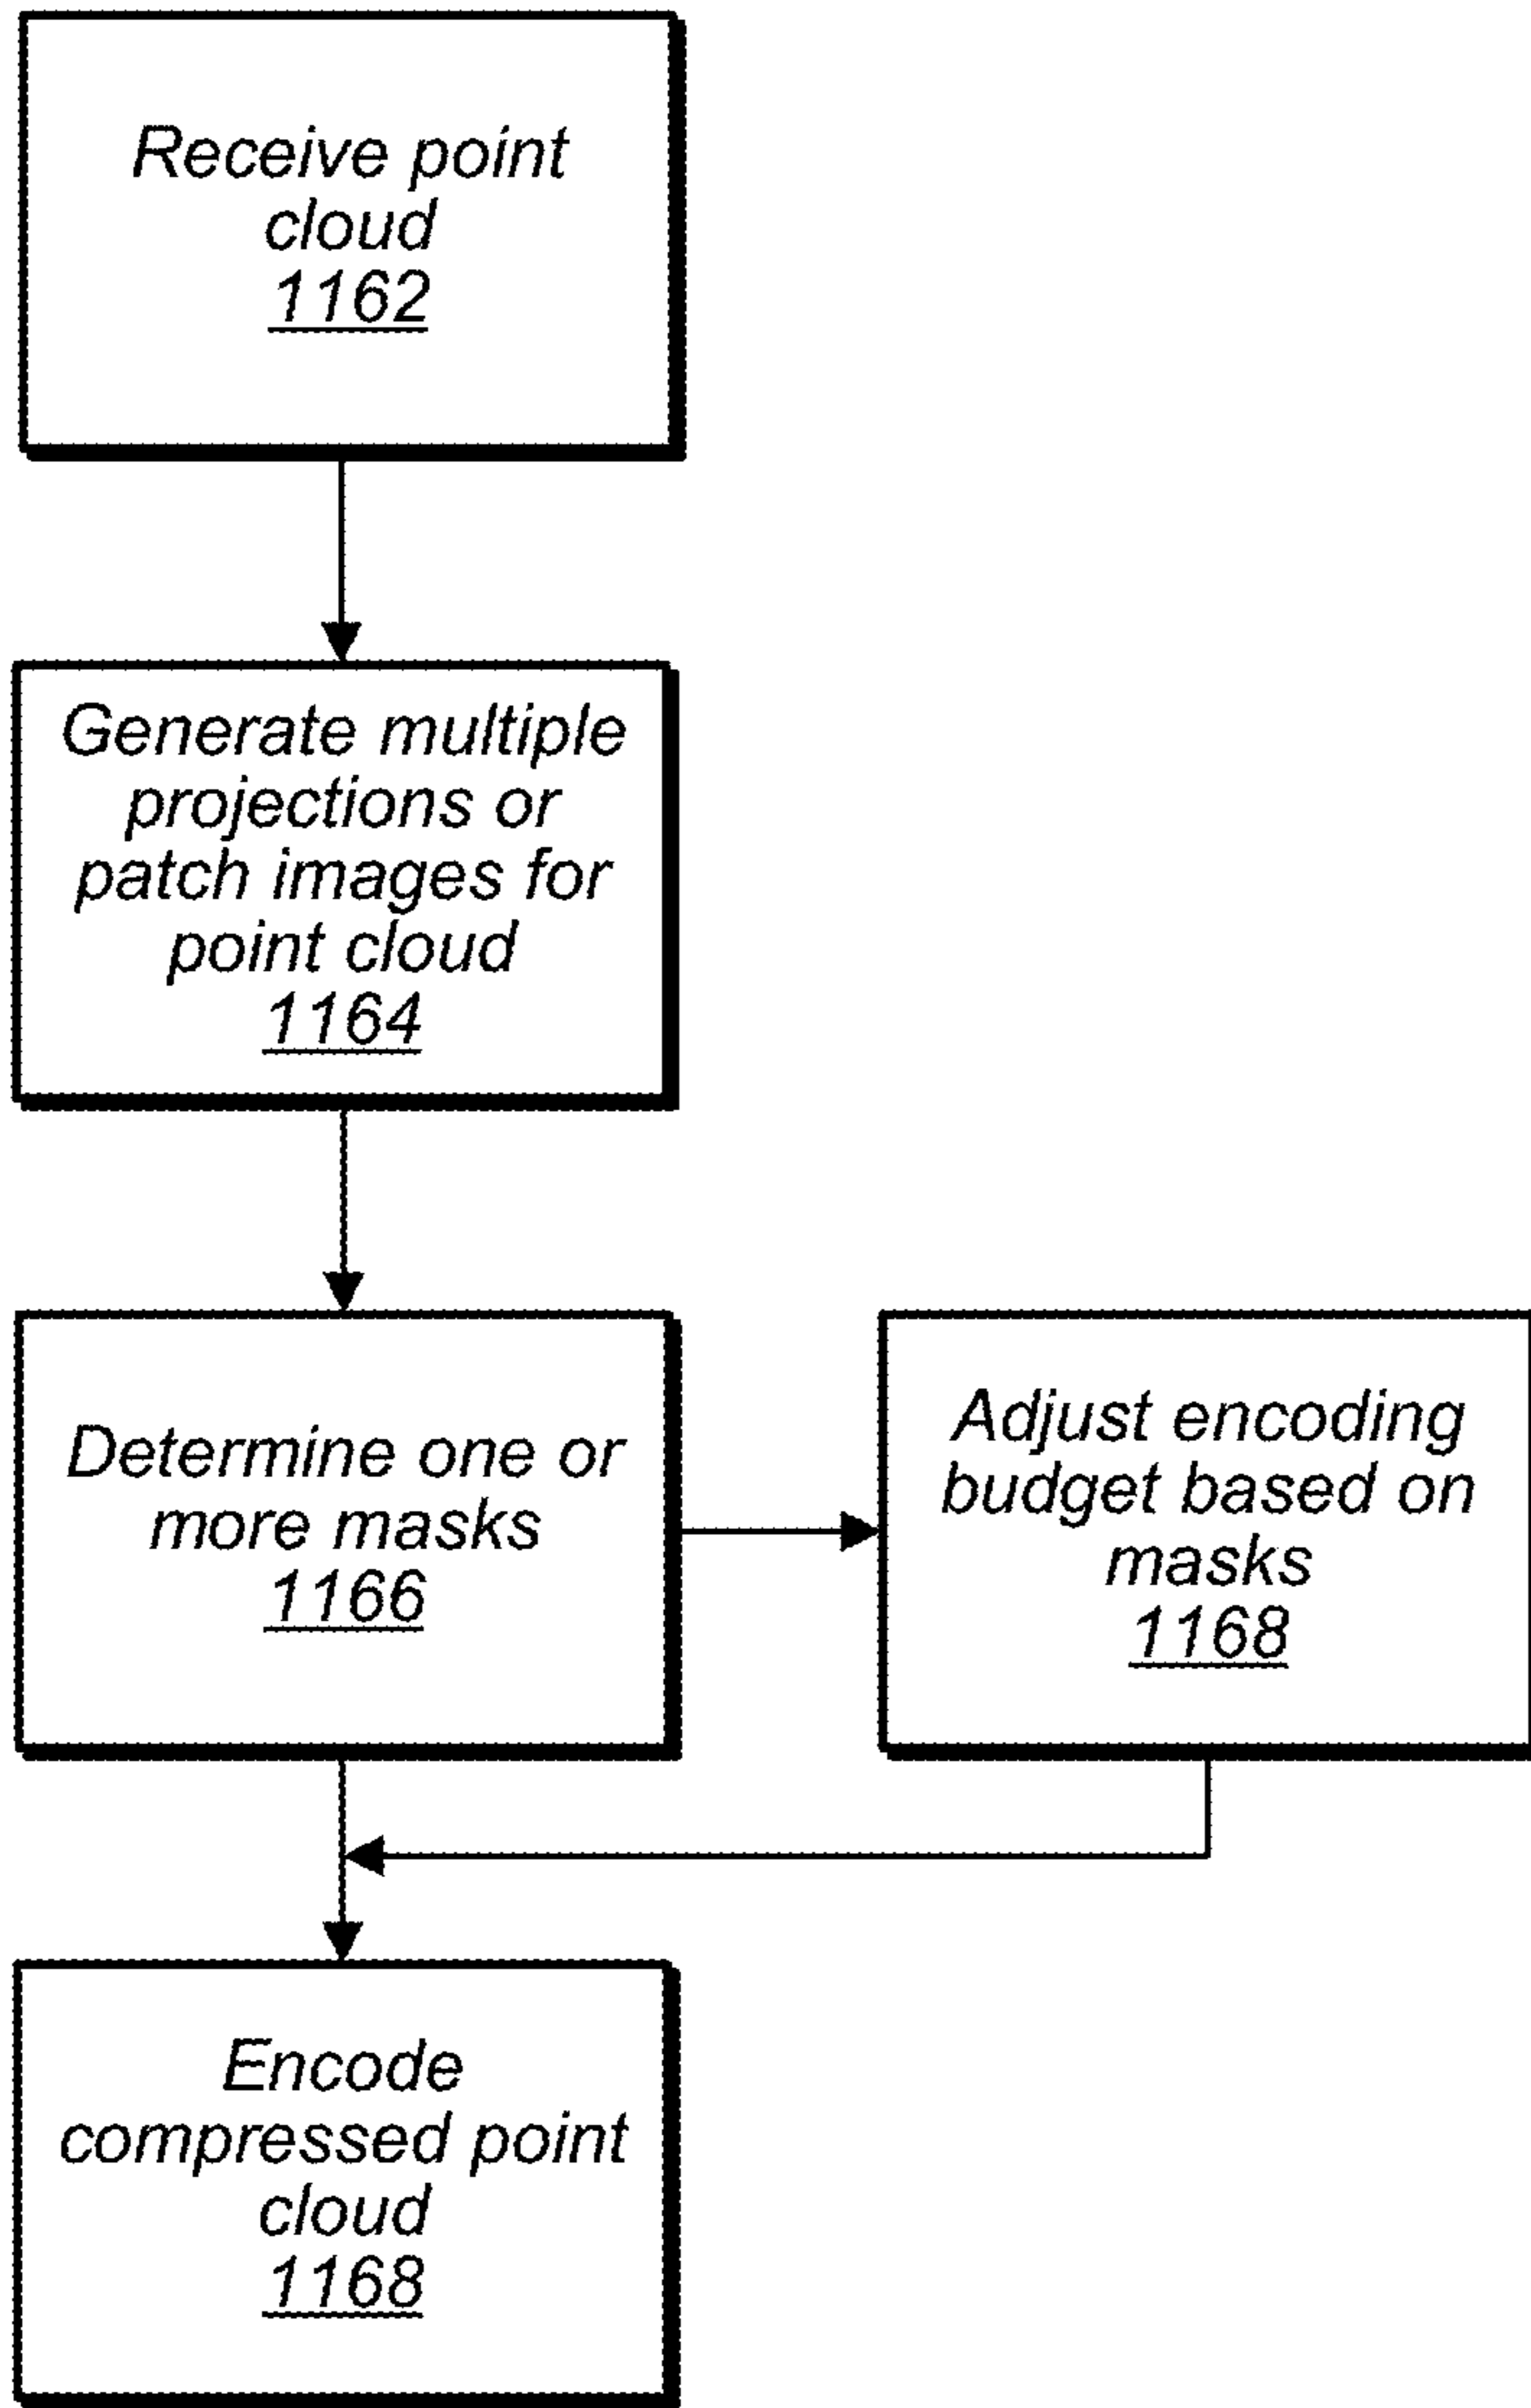 Receive point
cloud
1162
Generate multiple
projections or
patch images for
point cloud
1164
Determine one or
more masks
1166
Adjust encoding
budget based on
masks
1168
Encode
compressed point
cloud
1168